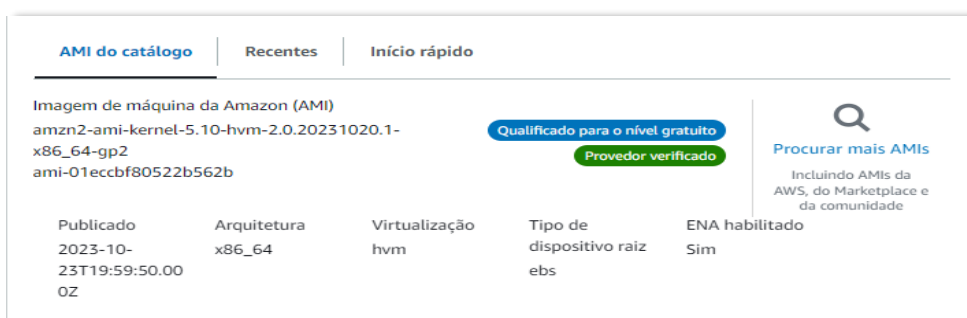 AMI do catálogo
Recentes
Início rápido
Imagem de máquina da Amazon (AMI)
amzn2-ami-kernel-5.10-hvm-2.0.20231020.1-
x86_64-gp2
ami-01eccbf80522b562b
Qualificado para o nível gratuito
Provedor verificado
Procurar mais AMIs
Incluindo AMIs da
AWS, do Marketplace e
da comunidade
Publicado
2023-10-
23T19:59:50.00
0Z
Arquitetura
x86_64
Virtualização
hvm
Tipo de
dispositivo raiz
ebs
ENA habilitado
Sim